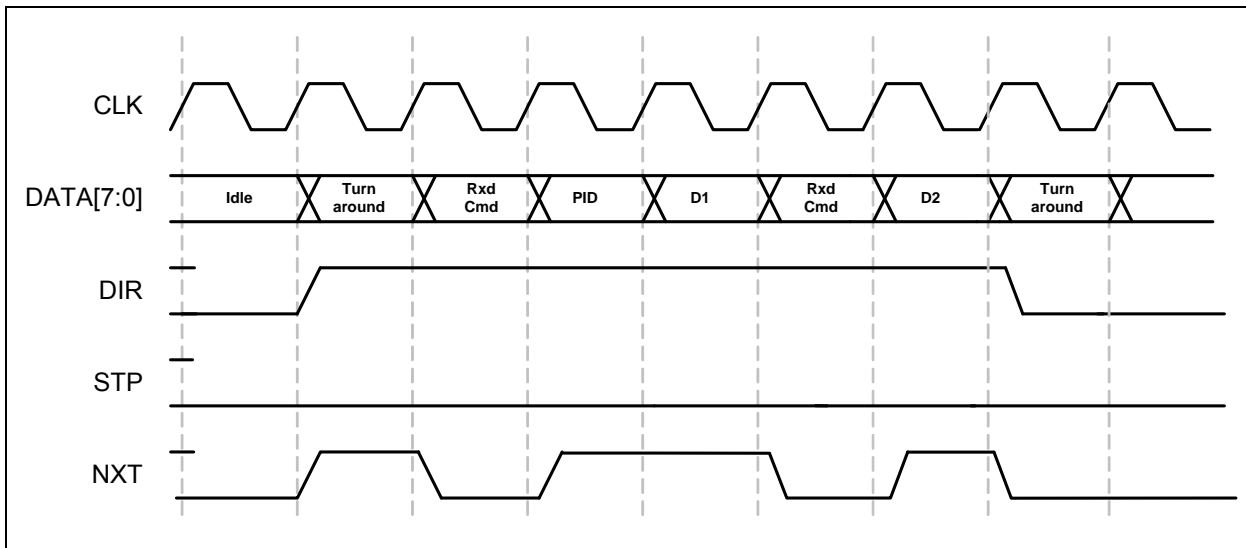 CLK
DATA[7:0]
Idle
Turn
around
Rxd
Cmd
PID
D1
Rxd
Cmd
D2
Turn
around
DIR
STP
NXT